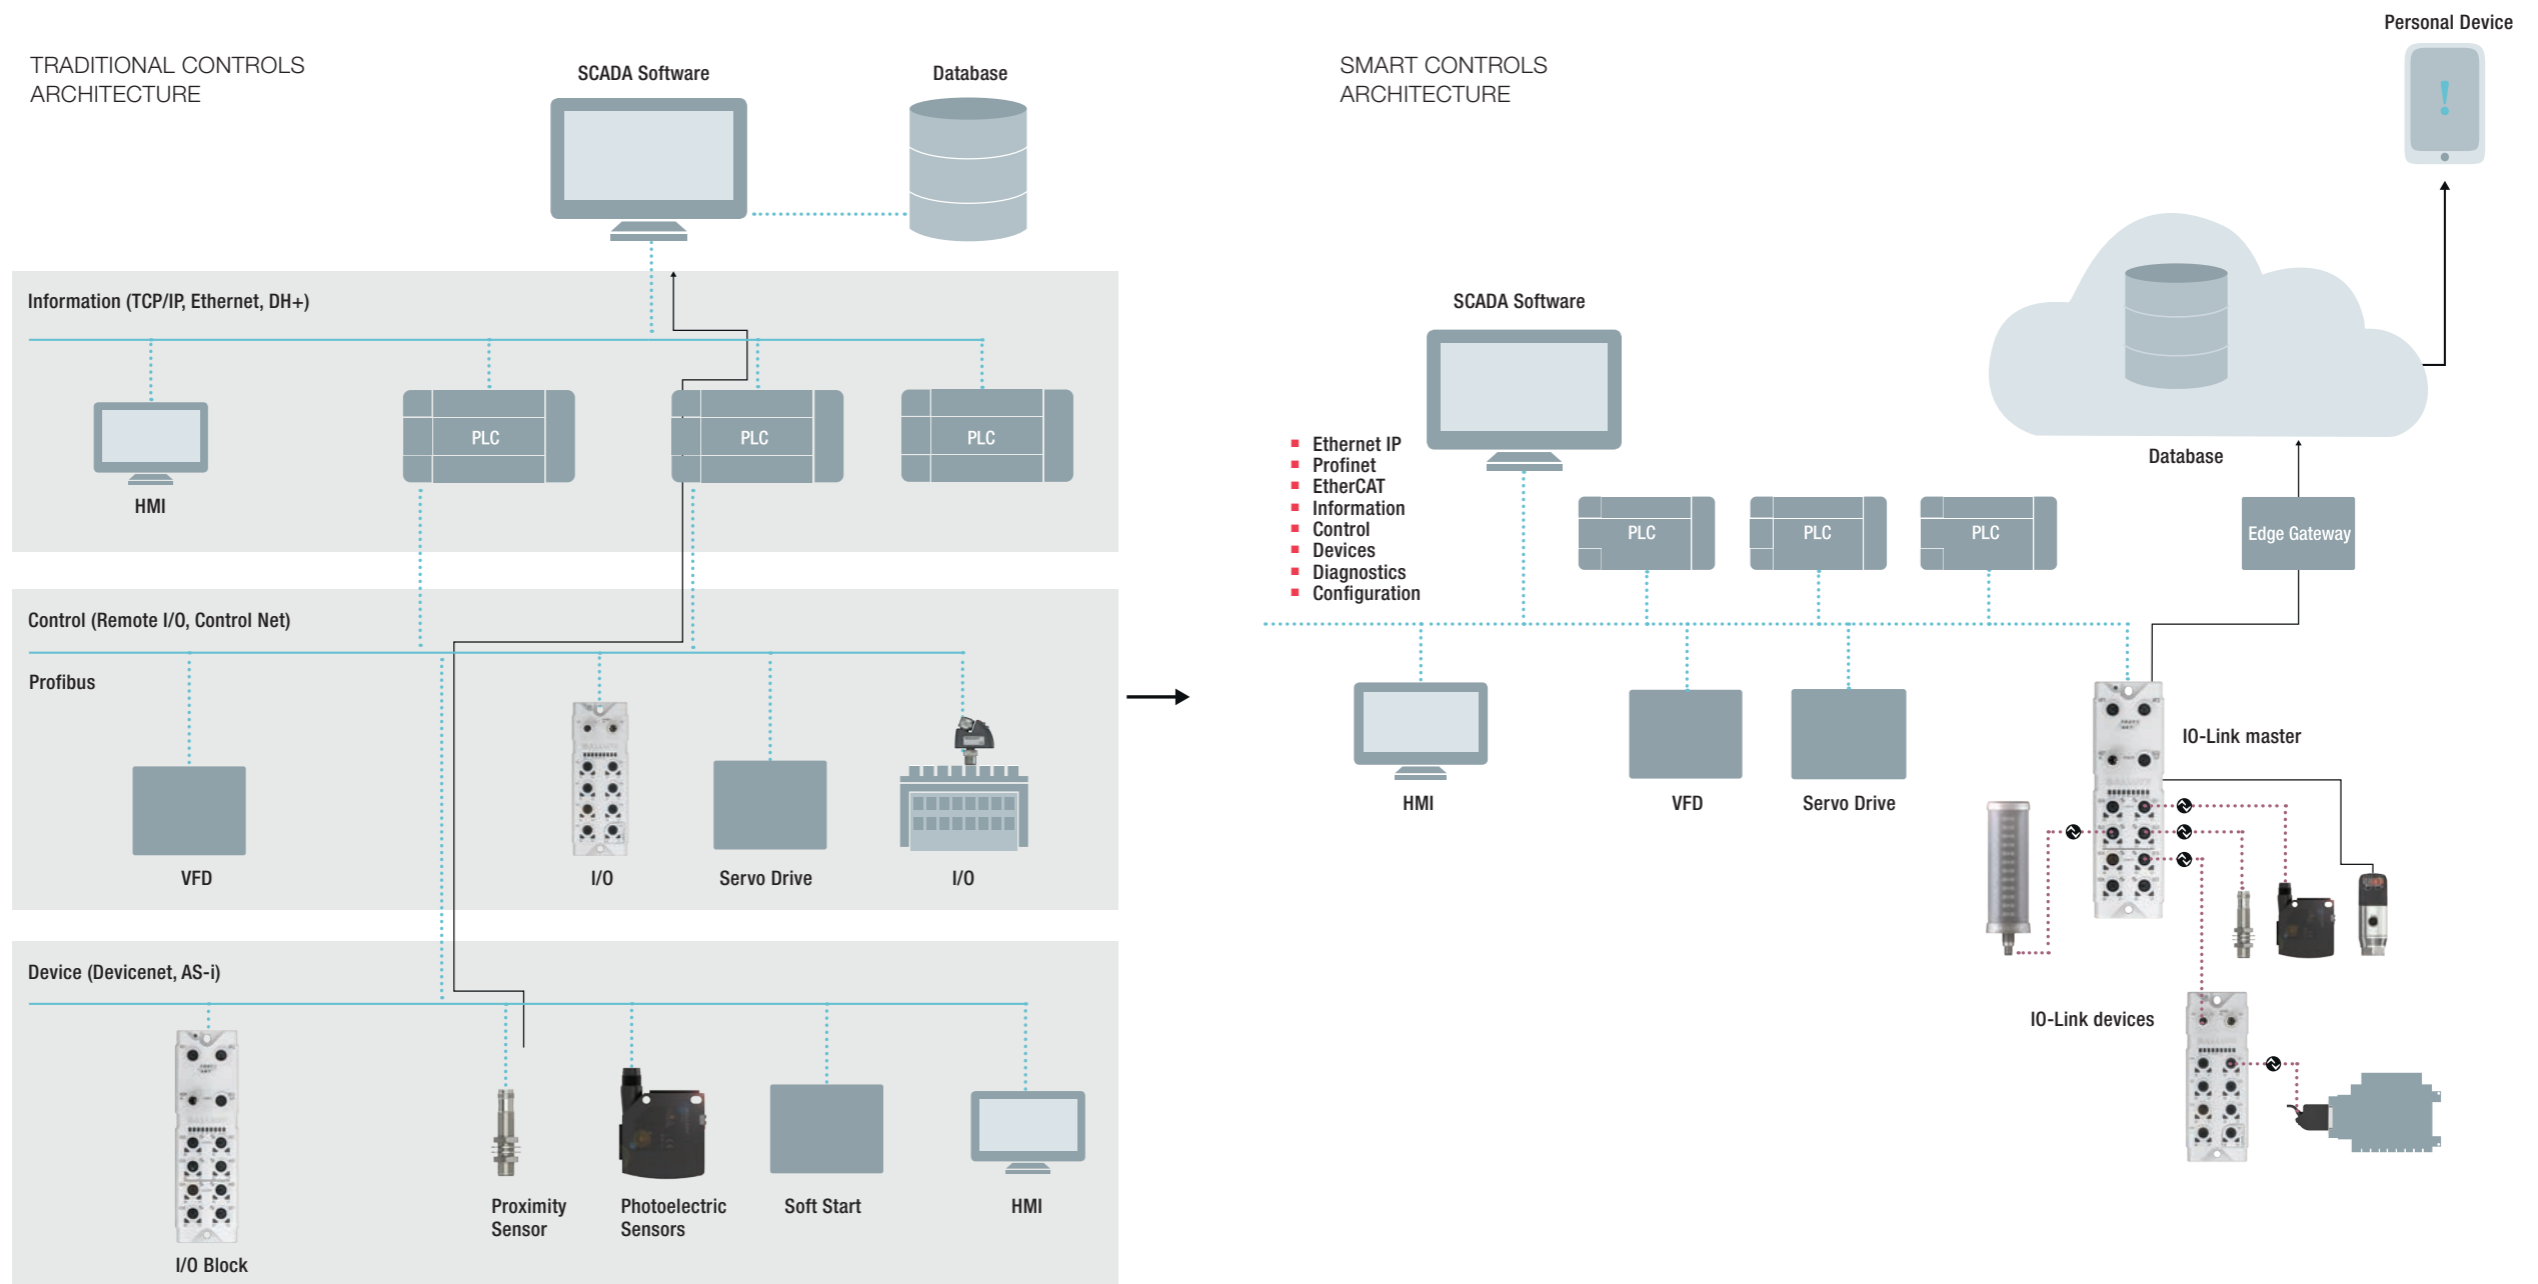 TRADITIONAL CONTROLS
ARCHITECTURE
SCADA Software
Database
Information (TCP/IP, Ethernet, DH+)
HMI
PLC
PLC
PLC
Control (Remote I/O, Control Net)
Profibus
VFD
I/O
Servo Drive
I/O
Device (Devicenet, AS-i)
I/O Block
Proximity
Sensor
Photoelectric
Sensors
Soft Start
HMI
SMART CONTROLS
ARCHITECTURE
Personal Device
!
SCADA Software
Database
Ethernet IP
Profinet
EtherCAT
Information
Control
Devices
Diagnostics
Configuration
PLC
PLC
PLC
Edge Gateway
HMI
VFD
Servo Drive
IO-Link master
IO-Link devices